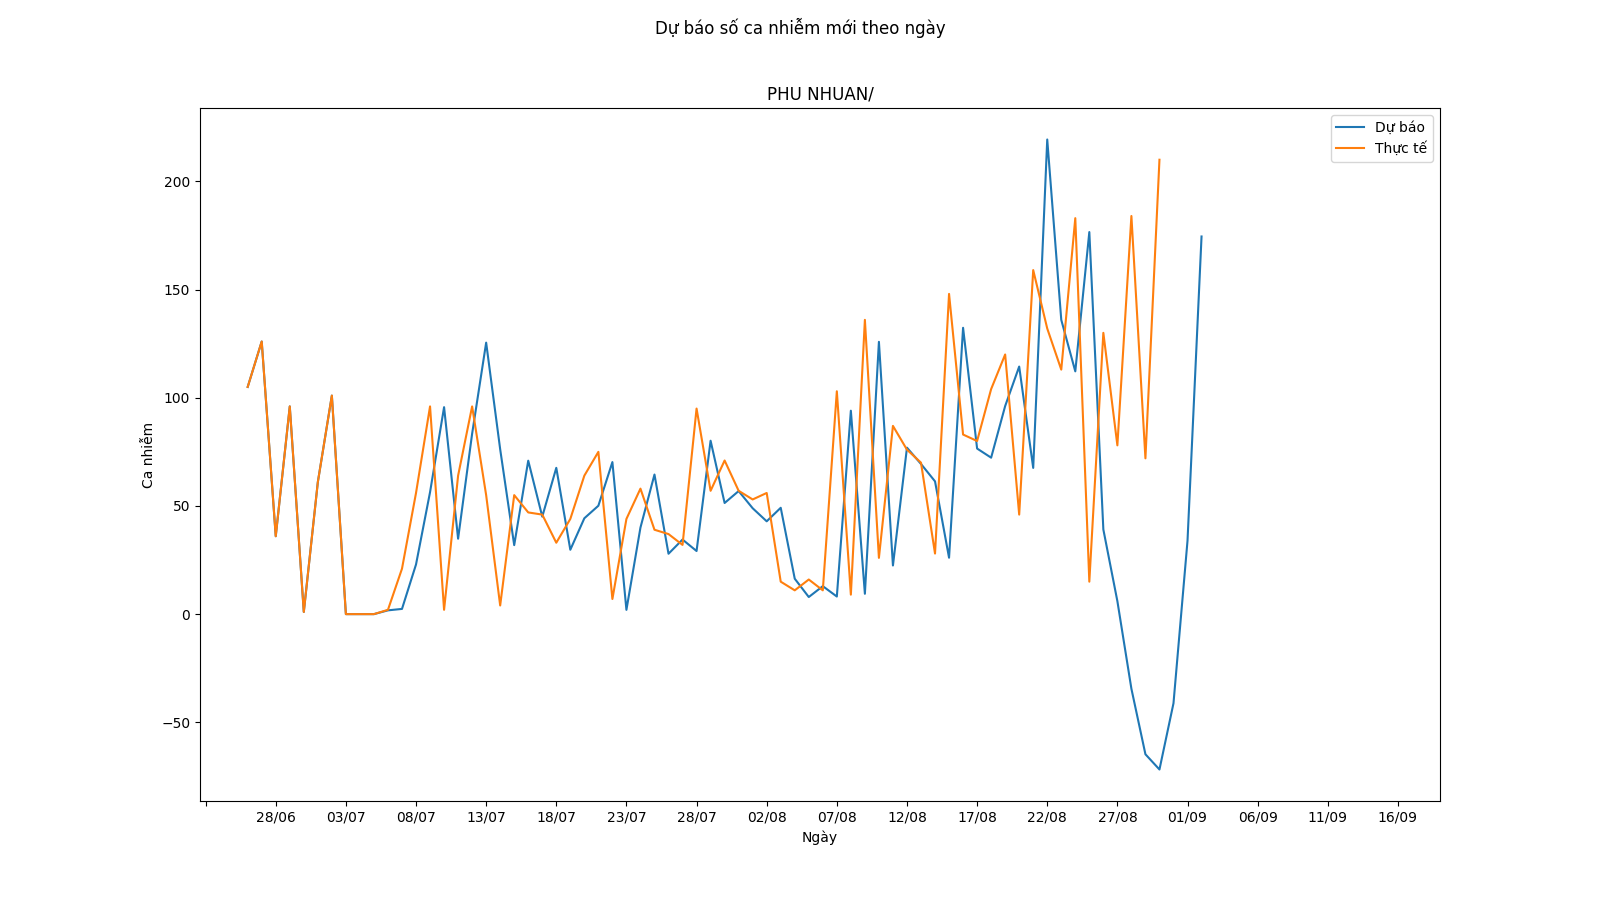 Dự báo số ca nhiễm mới theo ngày
PHU NHUAN/
Dự báo
Thực tế
200
150
100
50
0
−50
Ca nhiễm
28/06 03/07 08/07 13/07 18/07 23/07 28/07 02/08 07/08 12/08 17/08 22/08 27/08 01/09 06/09 11/09 16/09
Ngày